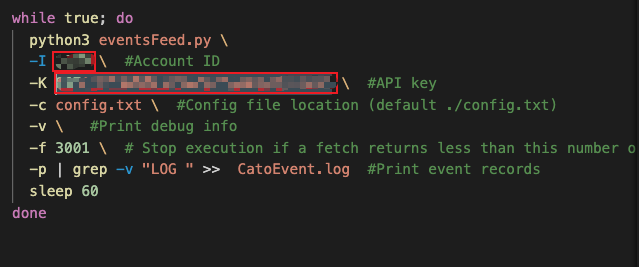 while true; do
python3 eventsFeed.py \
-I \ #Account ID
-K \ #API key
-c config.txt \ #Config file location (default ./config.txt)
-v \ #Print debug info
-f 3001 \ # Stop execution if a fetch returns less than this number o
-p | grep -v "LOG " >> CatoEvent.log #Print event records
sleep 60
done